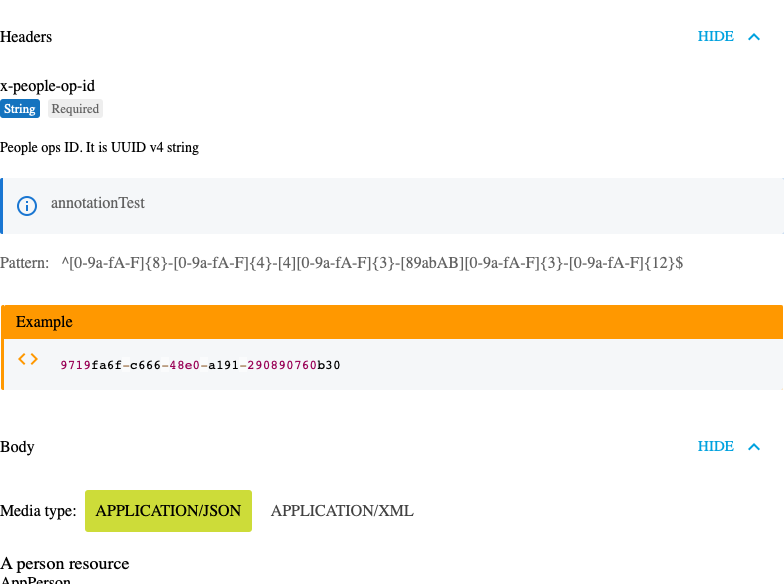 Headers
HIDE
x-people-op-id
String Required
People ops ID. It is UUID v4 string
annotationTest
Pattern: ^[0-9a-fA-F]{8}-[0-9a-fA-F]{4}-[4][0-9a-fA-F]{3}-[89abAB][0-9a-fA-F]{3}-[0-9a-fA-F]{12}$
Example
9719fa6f-c666-48e0-a191-290890760b30
Body
HIDE
Media type: APPLICATION/JSON APPLICATION/XML
A person resource
AppPerson